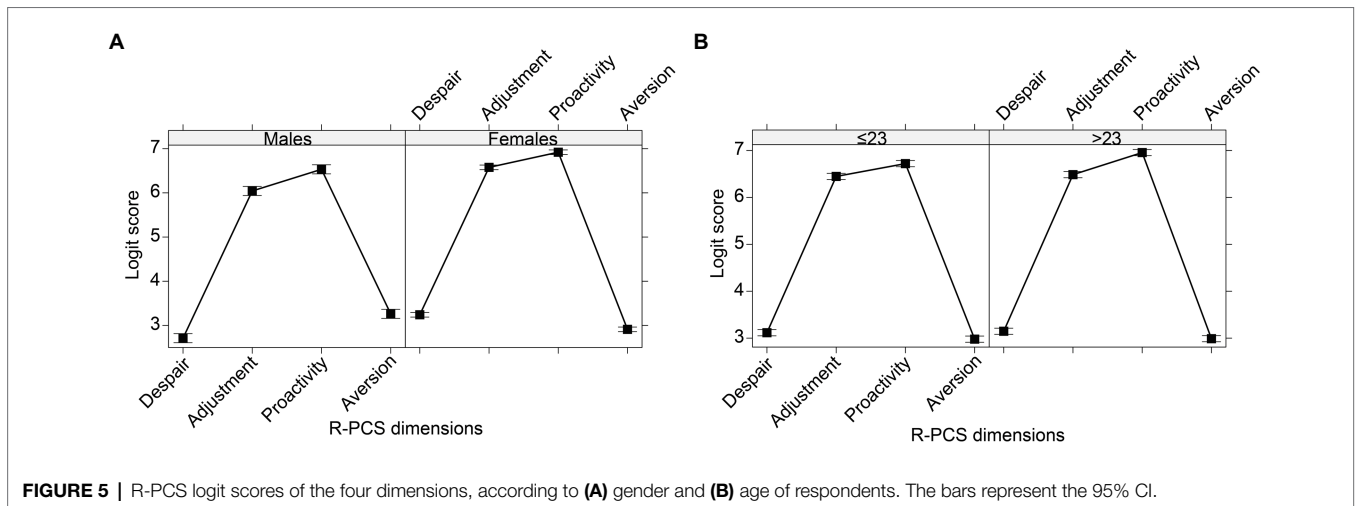 A
Despair
Adjustment
Proactivity
Aversion
Males
Females
7
6
5
4
3
Logit score
Despair
Adjustment
Proactivity
Aversion
R-PCS dimensions
B
Despair
Adjustment
Proactivity
Aversion
≤23
>23
7
6
5
4
3
Logit score
Despair
Adjustment
Proactivity
Aversion
R-PCS dimensions
FIGURE 5 | R-PCS logit scores of the four dimensions, according to (A) gender and (B) age of respondents. The bars represent the 95% CI.